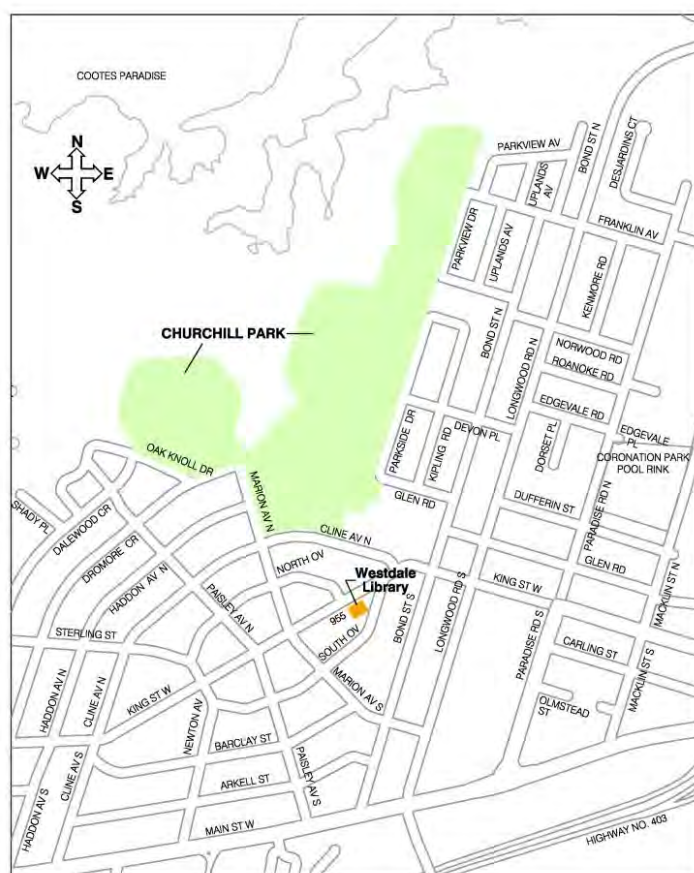 COOTES PARADISE
N
W E
S
PARKVIEW AV
BOND ST N
DESJARDINS CT
UPLANDS AV
FRANKLIN AV
PARKVIEW DR
UPLANDS AV
KENMORE RD
BOND ST N
CHURCHILL PARK
NORWOOD RD
ROANOKE RD
LONGWOOD RD N
EDGEVALE RD
EDGEVALE PL
PARKSIDE DR
KIPLING RD
DEVON PL
DORSET PL
CORONATION PARK
POOL RINK
OAK KNOLL DR
MARION AV N
GLEN RD
DUFFERIN ST
PARADISE RD N
SHADY PL
DALEWOOD CR
DROMORE CR
HADDON AV N
CLINE AV N
NORTH OV
Westdale
Library
955
SOUTH OV
PAISLEY AV N
BOND ST S
LONGWOOD RD S
KING ST W
GLEN RD
MACKLIN ST N
STERLING ST
PARADISE RD S
CARLING ST
MACKLIN ST S
MARION AV S
HADDON AV N
CLINE AV N
KING ST W
OLMSTEAD
ST
NEWTON AV
BARCLAY ST
ARKELL ST
PAISLEY AV S
MAIN ST W
HADDON AV S
CLINE AV S
HIGHWAY NO. 403